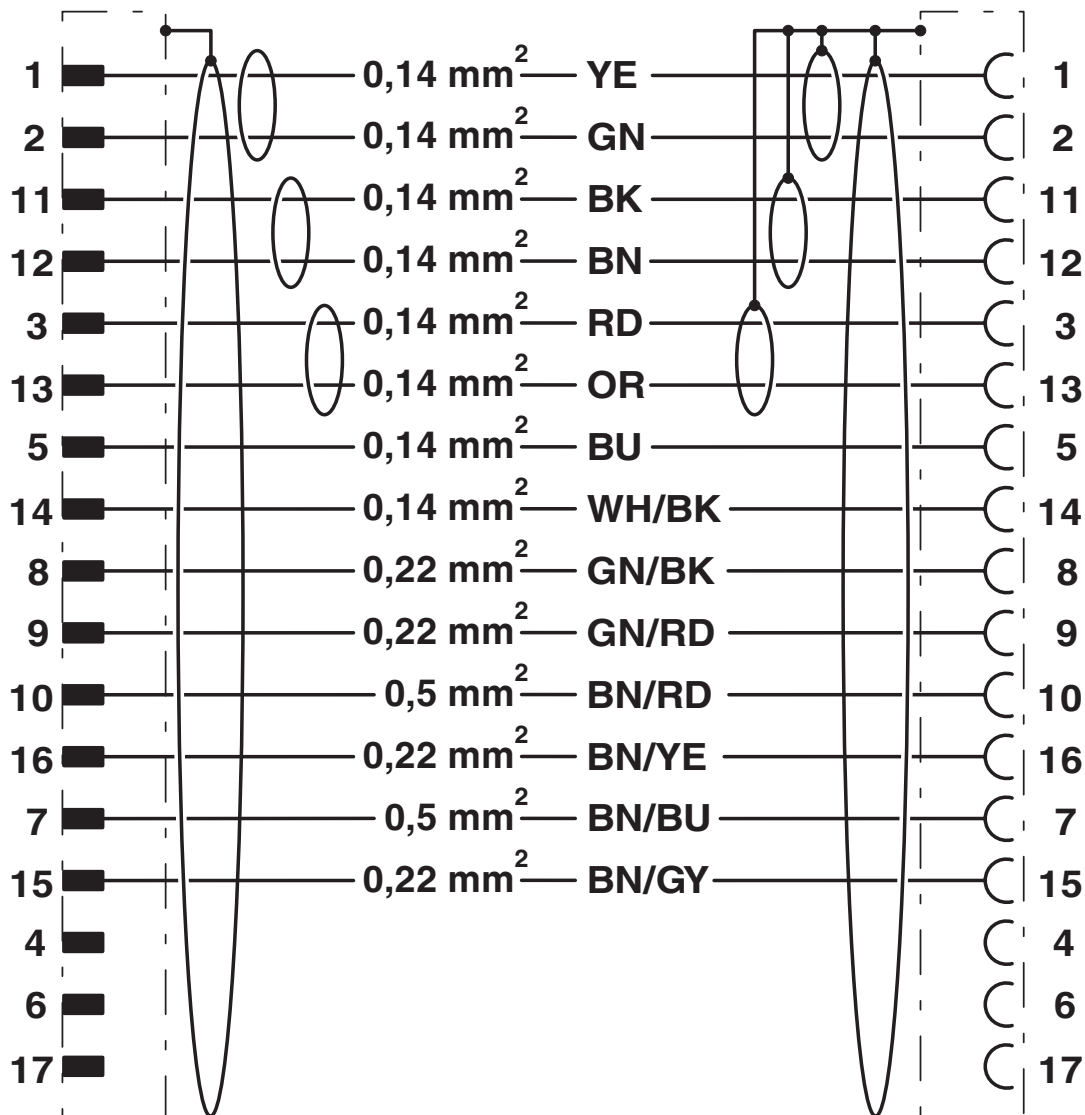 1 0,14 mm² YE 1
2 0,14 mm² GN 2
11 0,14 mm² BK 11
12 0,14 mm² BN 12
3 0,14 mm² RD 3
13 0,14 mm² OR 13
5 0,14 mm² BU 5
14 0,14 mm² WH/BK 14
8 0,22 mm² GN/BK 8
9 0,22 mm² GN/RD 9
10 0,5 mm² BN/RD 10
16 0,22 mm² BN/YE 16
7 0,5 mm² BN/BU 7
15 0,22 mm² BN/GY 15
4 4
6 6
17 17